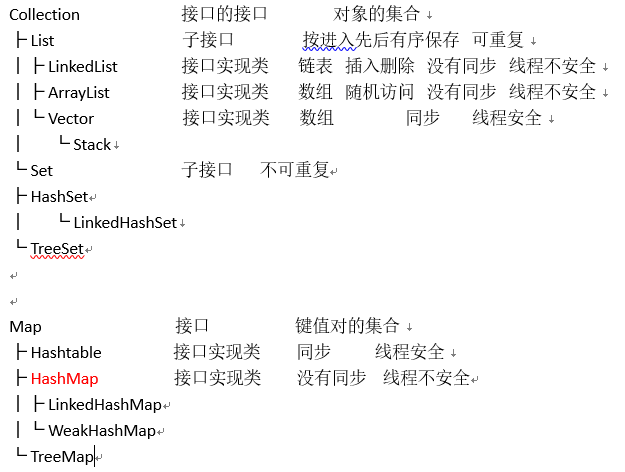 Collection 接口的接口 对象的集合
├ List 子接口 按进入先后有序保存 可重复
│├ LinkedList 接口实现类 链表 插入删除 没有同步 线程不安全
│├ ArrayList 接口实现类 数组 随机访问 没有同步 线程不安全
│└ Vector 接口实现类 数组 同步 线程安全
│ └ Stack
└ Set 子接口 不可重复
├ HashSet
│ └ LinkedHashSet
└ TreeSet
Map 接口 键值对的集合
├ Hashtable 接口实现类 同步 线程安全
├ HashMap 接口实现类 没有同步 线程不安全
│├ LinkedHashMap
│└ WeakHashMap
└ TreeMap